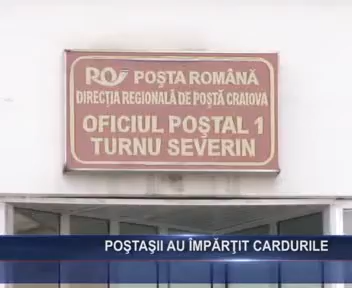 POŞTA ROMÂNĂ
DIRECŢIA REGIONALĂ DE POŞTĂ CRAIOVA
OFICIUL POŞTAL 1
TURNU SEVERIN
POŞTAŞII AU ÎMPĂRŢIT CARDURILE